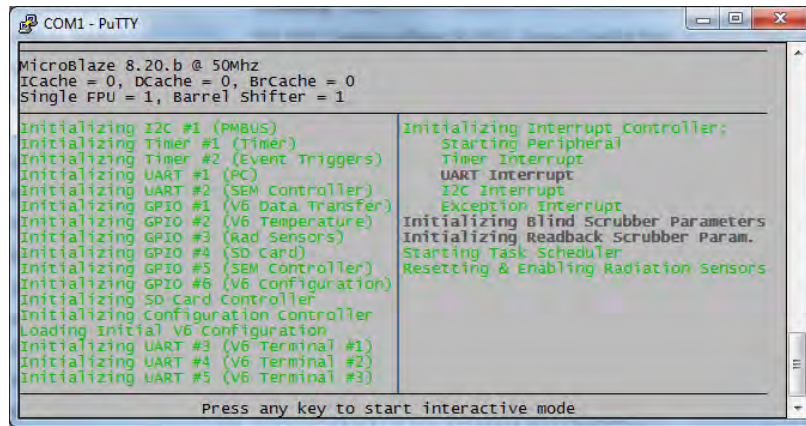 COM1 - PuTTY
MicroBlaze 8.20.b @ 50Mhz
ICache = 0, DCache = 0, BrCache = 0
Single FPU = 1, Barrel Shifter = 1
Initializing I2C #1 (PMBUS)
Initializing Timer #1 (Timer)
Initializing Timer #2 (Event Triggers)
Initializing UART #1 (PC)
Initializing UART #2 (SEM Controller)
Initializing GPIO #1 (V6 Data Transfer)
Initializing GPIO #2 (V6 Temperature)
Initializing GPIO #3 (Rad Sensors)
Initializing GPIO #4 (SD Card)
Initializing GPIO #5 (SEM Controller)
Initializing GPIO #6 (V6 Configuration)
Initializing SD Card Controller
Initializing Configuration Controller
Loading Initial V6 Configuration
Initializing UART #3 (V6 Terminal #1)
Initializing UART #4 (V6 Terminal #2)
Initializing UART #5 (V6 Terminal #3)
Initializing Interrupt Controller:
Starting Peripheral
Timer Interrupt
UART Interrupt
I2C Interrupt
Exception Interrupt
Initializing Blind Scrubber Parameters
Initializing Readback Scrubber Param.
Starting Task Scheduler
Resetting & Enabling Radiation Sensors
Press any key to start interactive mode